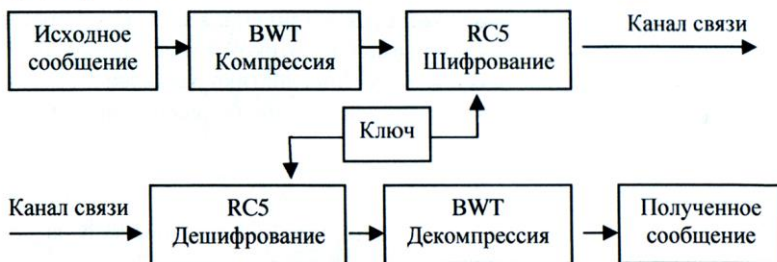 Исходное
сообщение
BWT
Компрессия
RC5
Шифрование
Канал связи
Ключ
Канал связи
RC5
Дешифрование
BWT
Декомпрессия
Полученное
сообщение